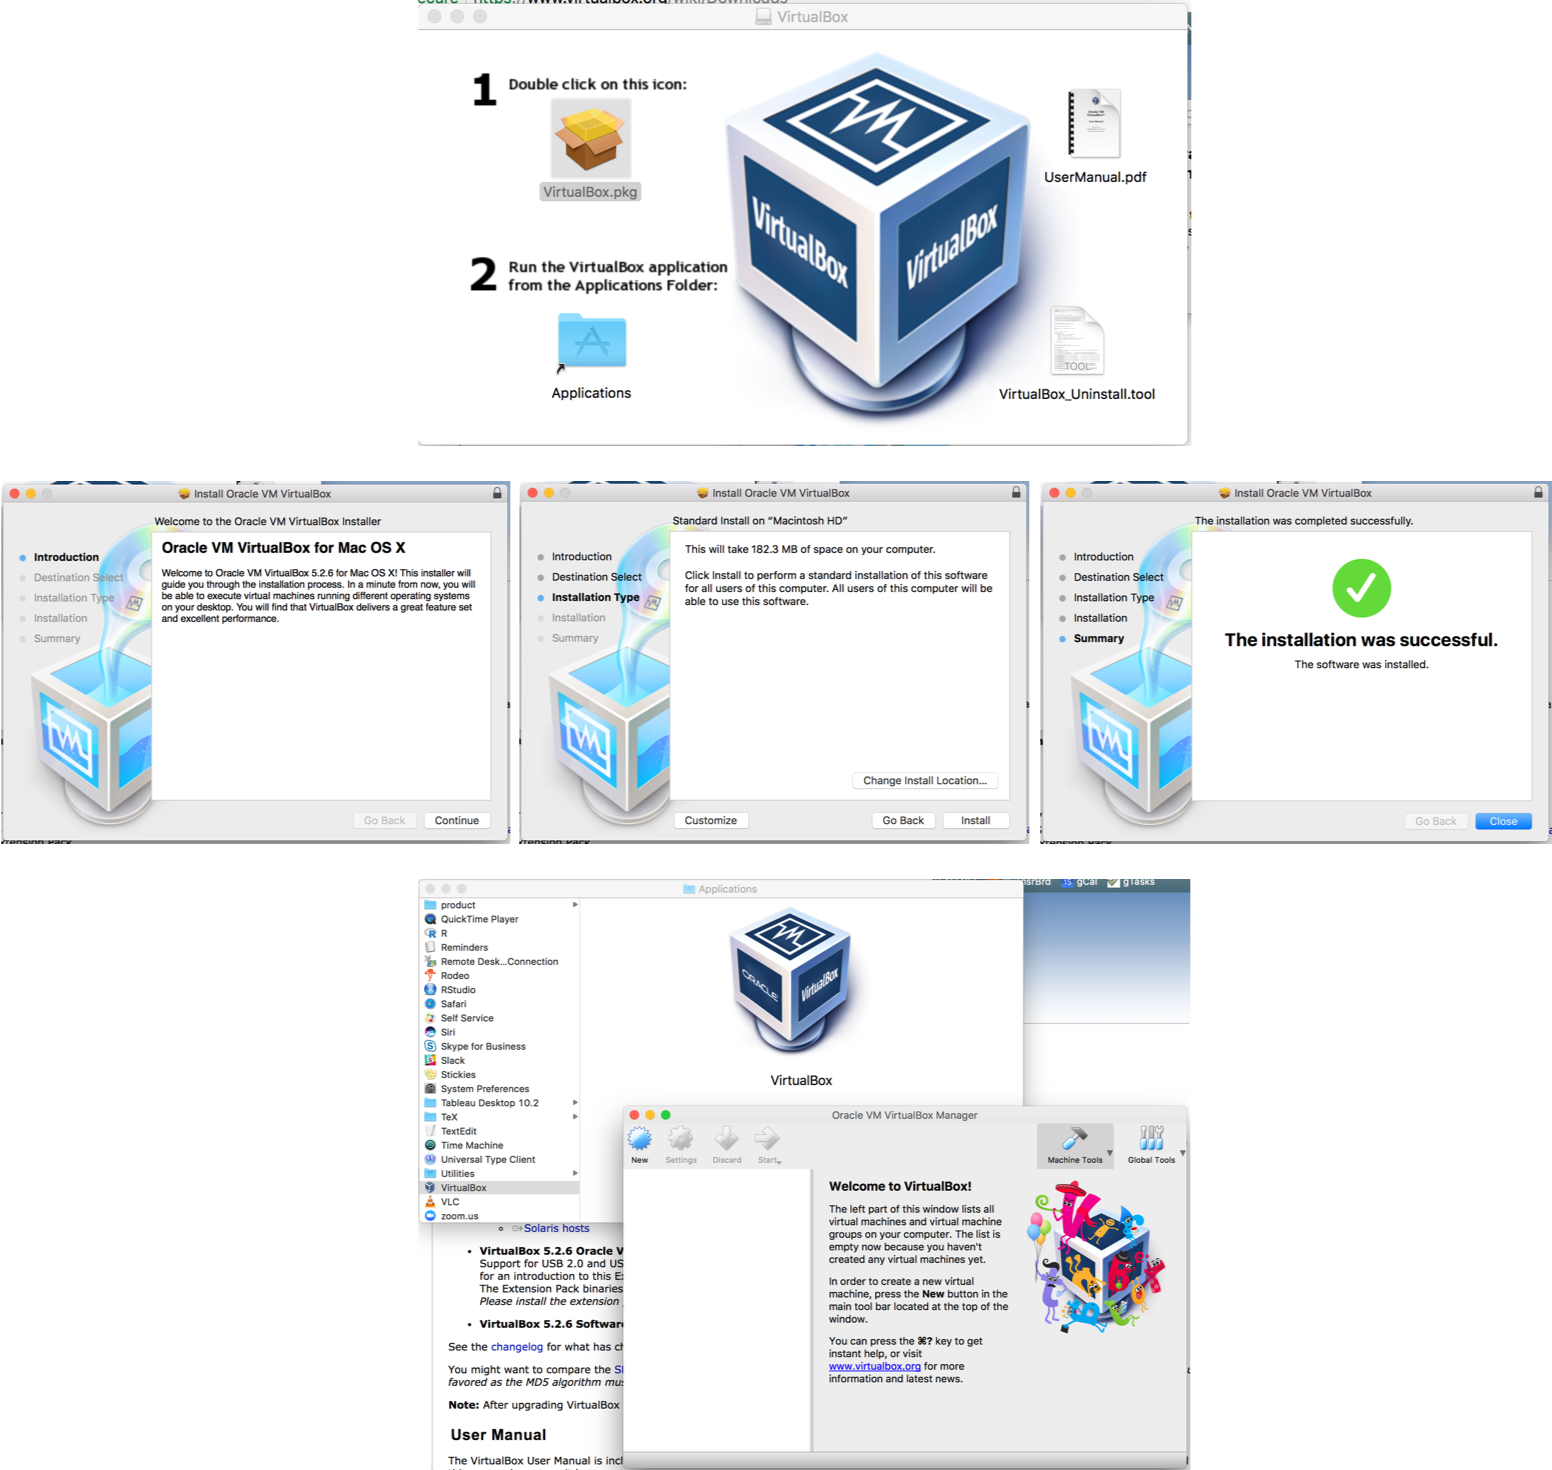 https://www.virtualbox.org/wiki/Downloads
VirtualBox
1 Double click on this icon:
VirtualBox.pkg
UserManual.pdf
2 Run the VirtualBox application
from the Applications Folder:
Applications
TOOL
VirtualBox_Uninstall.tool
VirtualBox
VirtualBox
Install Oracle VM VirtualBox
Welcome to the Oracle VM VirtualBox Installer
Introduction
Destination Select
Installation Type
Installation
Summary
Oracle VM VirtualBox for Mac OS X
Welcome to Oracle VM VirtualBox 5.2.6 for Mac OS X! This installer will
guide you through the installation process. In a minute from now, you will
be able to execute virtual machines running different operating systems
on your desktop. You will find that VirtualBox delivers a great feature set
and excellent performance.
Go Back
Continue
Install Oracle VM VirtualBox
Standard Install on “Macintosh HD”
Introduction
Destination Select
Installation Type
Installation
Summary
This will take 182.3 MB of space on your computer.
Click Install to perform a standard installation of this software
for all users of this computer. All users of this computer will be
able to use this software.
Change Install Location...
Customize
Go Back
Install
Install Oracle VM VirtualBox
The installation was completed successfully.
Introduction
Destination Select
Installation Type
Installation
Summary
The installation was successful.
The software was installed.
Go Back
Close
Applications
gCal
gTasks
product
QuickTime Player
R
Reminders
Remote Desk...Connection
Rodeo
RStudio
Safari
Self Service
Siri
Skype for Business
Slack
Stickies
System Preferences
Tableau Desktop 10.2
TeX
TextEdit
Time Machine
Universal Type Client
Utilities
VirtualBox
VLC
zoom.us
ORACLE
VirtualBox
VirtualBox
Oracle VM VirtualBox Manager
New
Settings
Discard
Start
Machine Tools
Global Tools
Welcome to VirtualBox!
The left part of this window lists all
virtual machines and virtual machine
groups on your computer. The list is
empty now because you haven't
created any virtual machines yet.
In order to create a new virtual
machine, press the New button in the
main tool bar located at the top of the
window.
You can press the ⌘? key to get
instant help, or visit
www.virtualbox.org for more
information and latest news.
Solaris hosts
• VirtualBox 5.2.6 Oracle V
Support for USB 2.0 and US
for an introduction to this Ex
The Extension Pack binaries
Please install the extension
• VirtualBox 5.2.6 Software
See the changelog for what has ch
You might want to compare the S
favored as the MD5 algorithm mus
Note: After upgrading VirtualBox
User Manual
The VirtualBox User Manual is incl